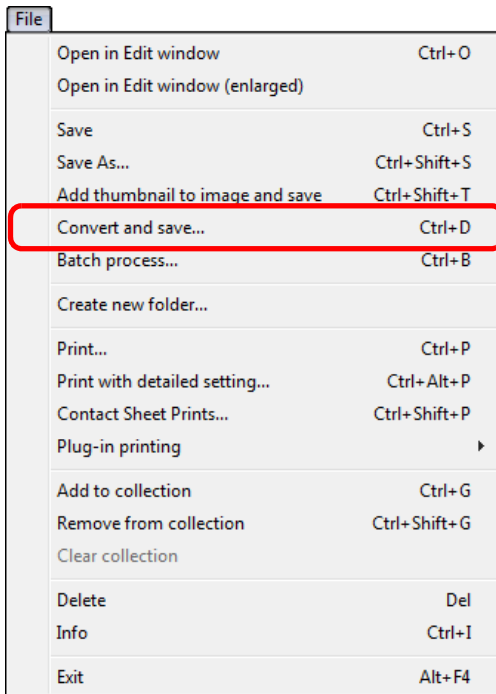 File
Open in Edit window Ctrl+O
Open in Edit window (enlarged)
Save Ctrl+S
Save As... Ctrl+Shift+S
Add thumbnail to image and save Ctrl+Shift+T
Convert and save... Ctrl+D
Batch process... Ctrl+B
Create new folder...
Print... Ctrl+P
Print with detailed setting... Ctrl+Alt+P
Contact Sheet Prints... Ctrl+Shift+P
Plug-in printing
Add to collection Ctrl+G
Remove from collection Ctrl+Shift+G
Clear collection
Delete Del
Info Ctrl+I
Exit Alt+F4